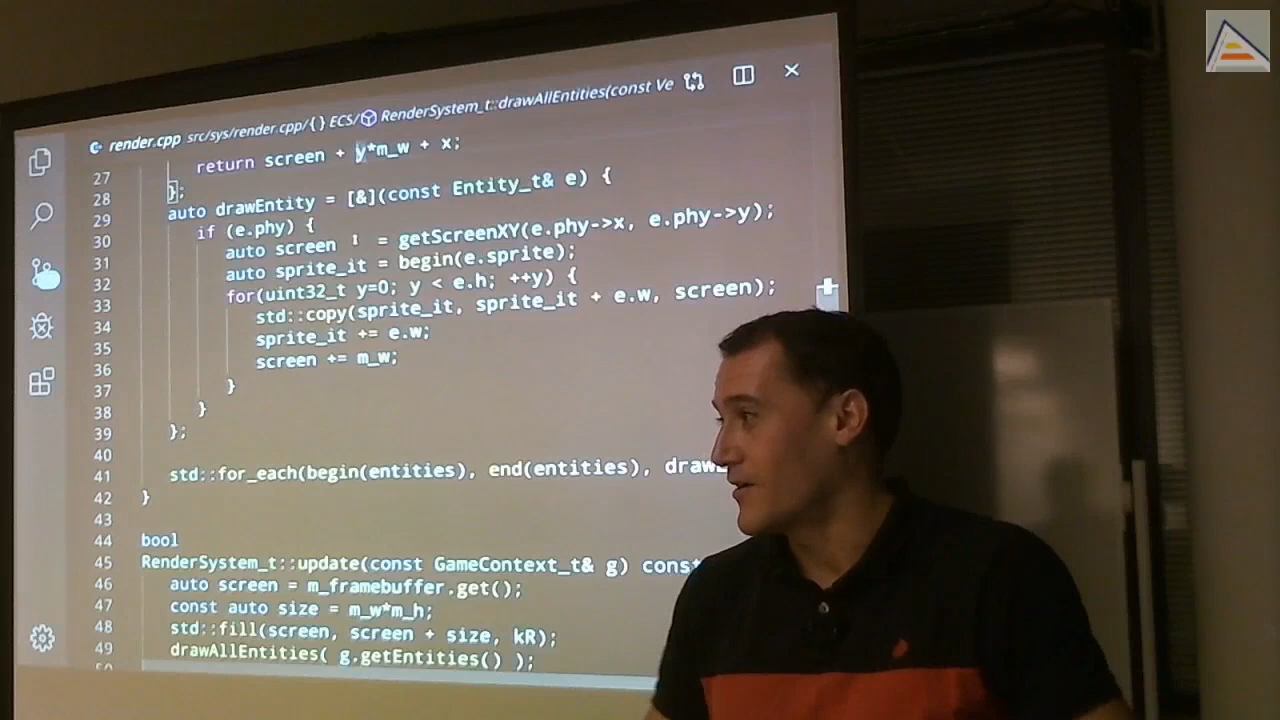 render.cpp src/sys/render.cpp/{} ECS/ RenderSystem_t::drawAllEntities(const Ve
27 return screen + y*m_w + x;
28 };
29 auto drawEntity = [&](const Entity_t& e) {
30 if (e.phy) {
31 auto screen = getScreenXY(e.phy->x, e.phy->y);
32 auto sprite_it = begin(e.sprite);
33 for(uint32_t y=0; y < e.h; ++y) {
34 std::copy(sprite_it, sprite_it + e.w, screen);
35 sprite_it += e.w;
36 screen += m_w;
37 }
38 }
39 };
40
41 std::for_each(begin(entities), end(entities),
42 }
43
44 bool
45 RenderSystem_t::update(const GameContext_t& g) const
46 auto screen = m_framebuffer.get();
47 const auto size = m_w*m_h;
48 std::fill(screen, screen + size, kR);
49 drawAllEntities( g.getEntities() );